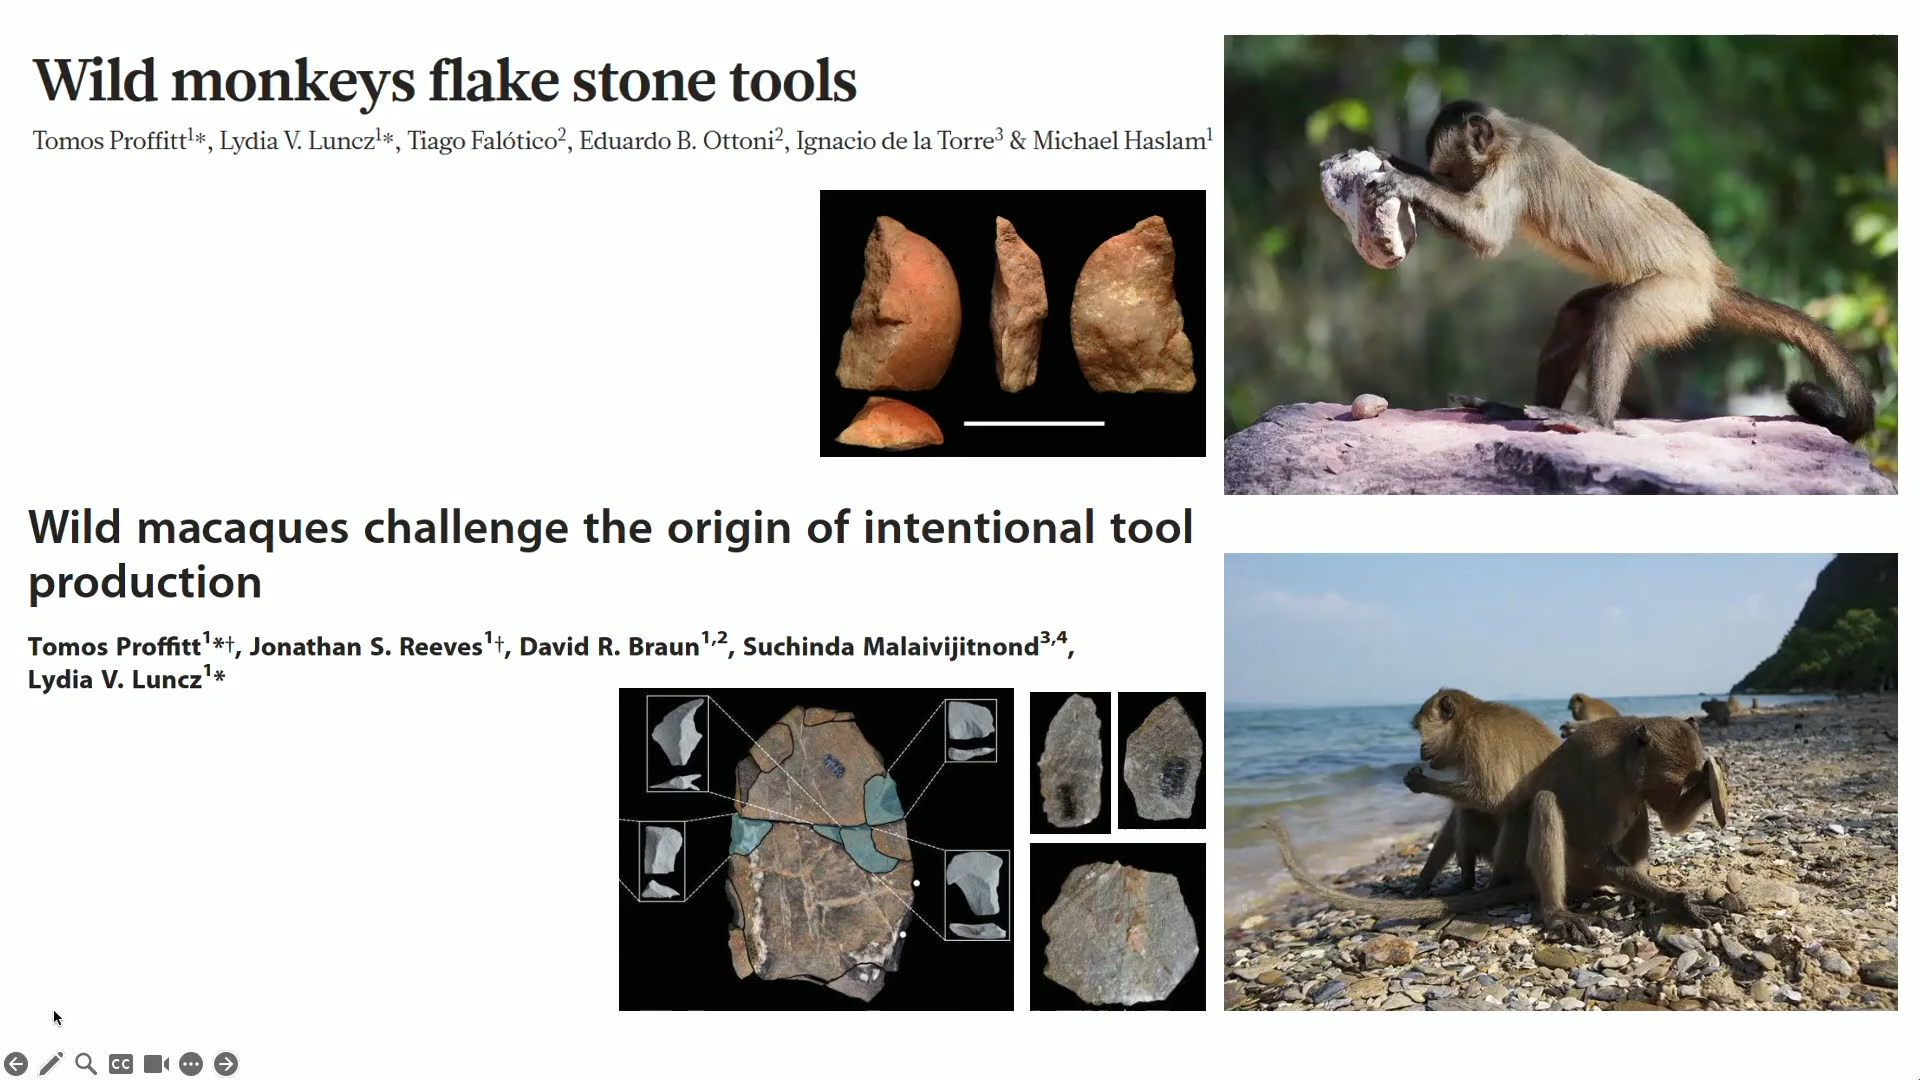 Wild monkeys flake stone tools
Tomos Proffitt¹*, Lydia V. Luncz¹*, Tiago Falótico², Eduardo B. Ottoni², Ignacio de la Torre³ & Michael Haslam¹
Wild macaques challenge the origin of intentional tool
production
Tomos Proffitt¹*†, Jonathan S. Reeves¹†, David R. Braun¹,², Suchinda Malaivijitnond³,⁴,
Lydia V. Luncz¹*
CC